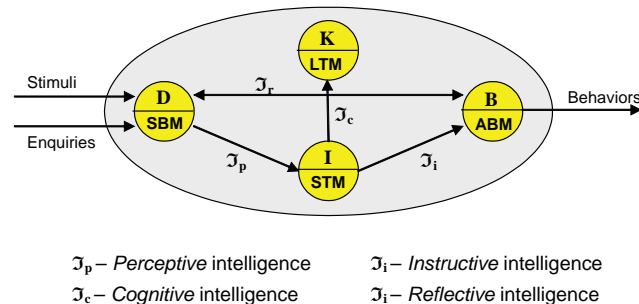 K
LTM
Stimuli
D
ℑr
B
Behaviors
SBM
ℑc
ABM
Enquiries
ℑp
I
ℑi
STM
ℑp – Perceptive intelligence
ℑi – Instructive intelligence
ℑc – Cognitive intelligence
ℑi – Reflective intelligence